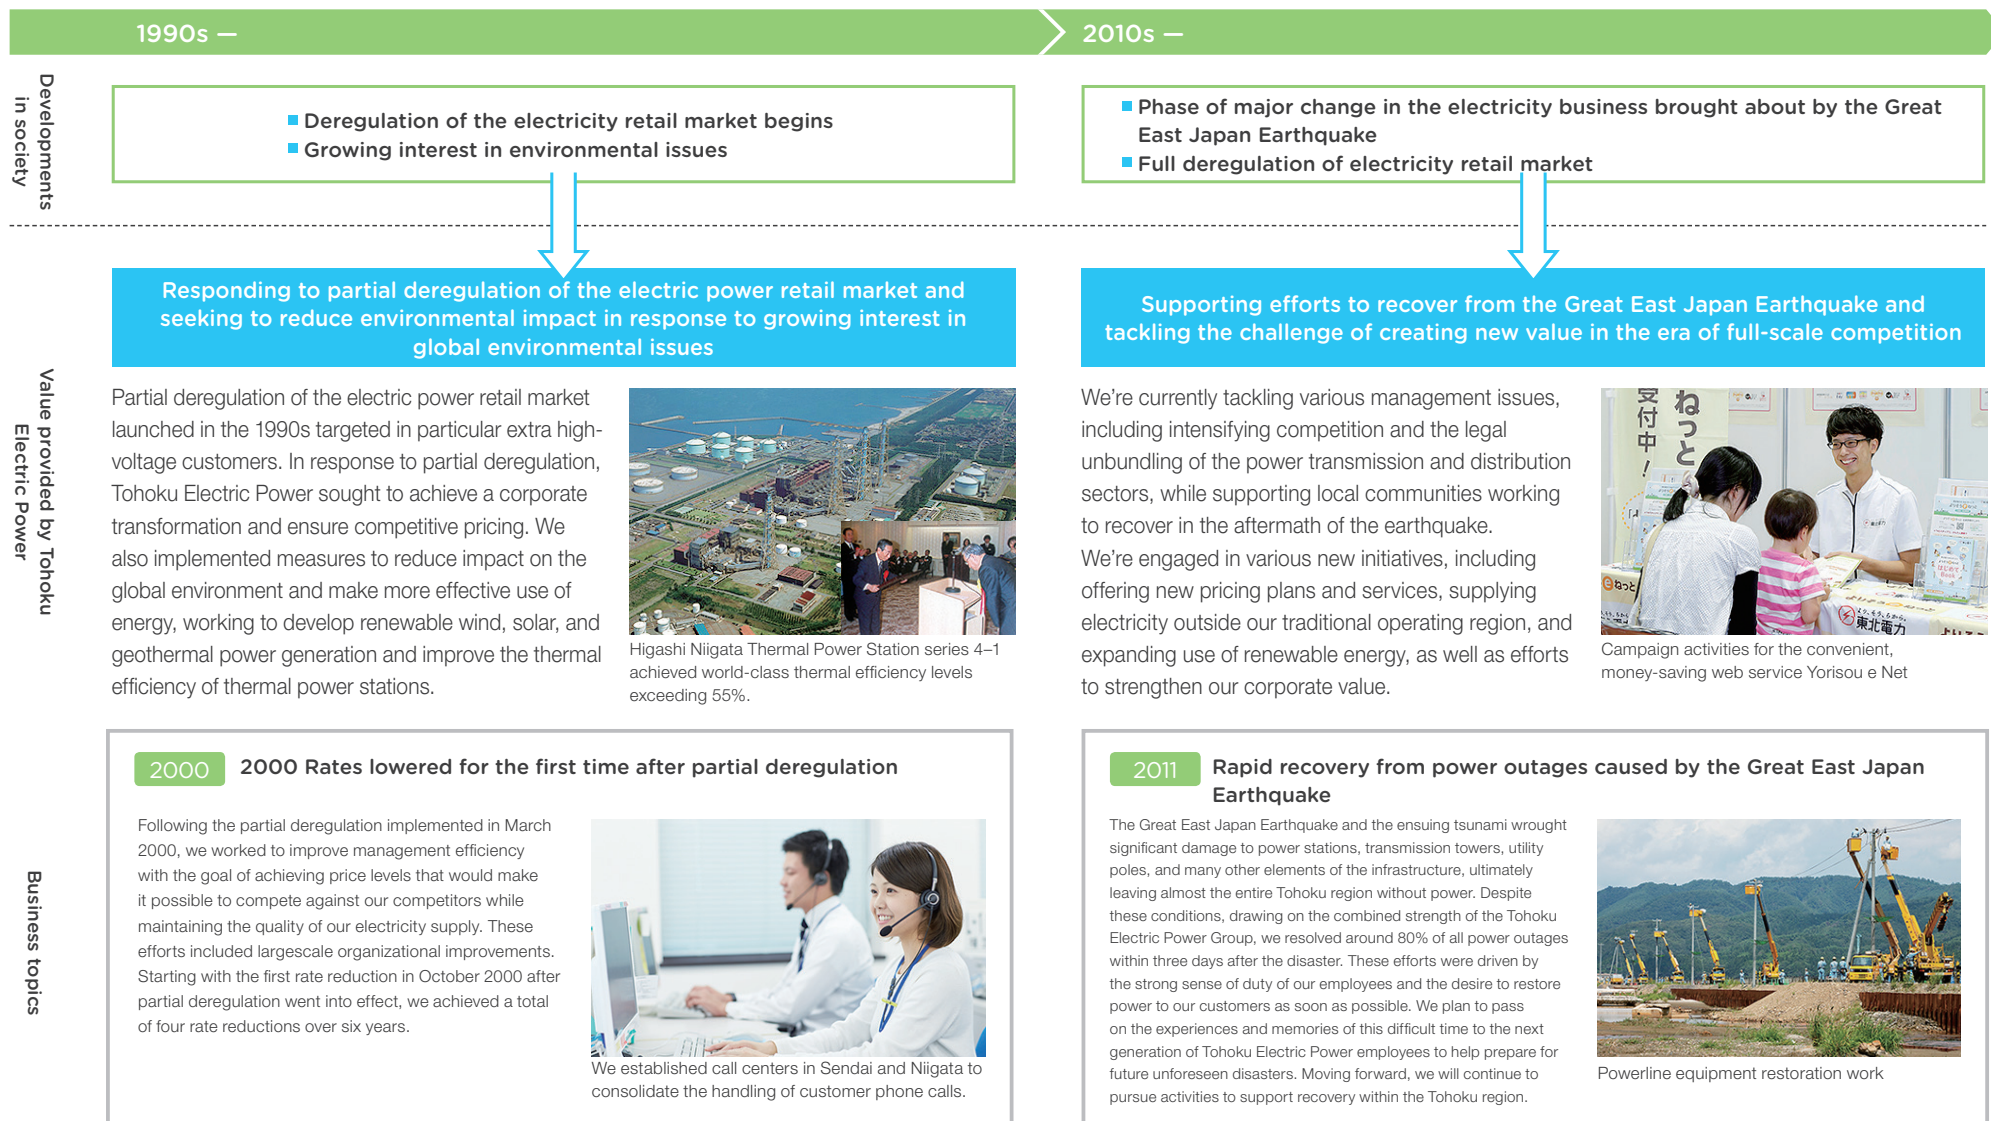 1990s —
2010s —
Developments
in society
Deregulation of the electricity retail market begins
Growing interest in environmental issues
Phase of major change in the electricity business brought about by the Great
East Japan Earthquake
Full deregulation of electricity retail market
Value provided by Tohoku
Electric Power
Responding to partial deregulation of the electric power retail market and
seeking to reduce environmental impact in response to growing interest in
global environmental issues
Partial deregulation of the electric power retail market
launched in the 1990s targeted in particular extra high-
voltage customers. In response to partial deregulation,
Tohoku Electric Power sought to achieve a corporate
transformation and ensure competitive pricing. We
also implemented measures to reduce impact on the
global environment and make more effective use of
energy, working to develop renewable wind, solar, and
geothermal power generation and improve the thermal
efficiency of thermal power stations.
Higashi Niigata Thermal Power Station series 4–1
achieved world-class thermal efficiency levels
exceeding 55%.
Supporting efforts to recover from the Great East Japan Earthquake and
tackling the challenge of creating new value in the era of full-scale competition
We’re currently tackling various management issues,
including intensifying competition and the legal
unbundling of the power transmission and distribution
sectors, while supporting local communities working
to recover in the aftermath of the earthquake.
We’re engaged in various new initiatives, including
offering new pricing plans and services, supplying
electricity outside our traditional operating region, and
expanding use of renewable energy, as well as efforts
to strengthen our corporate value.
受付中!
ねっと
ねっと
東北電力
Campaign activities for the convenient,
money-saving web service Yorisou e Net
Business topics
2000
2000 Rates lowered for the first time after partial deregulation
Following the partial deregulation implemented in March
2000, we worked to improve management efficiency
with the goal of achieving price levels that would make
it possible to compete against our competitors while
maintaining the quality of our electricity supply. These
efforts included largescale organizational improvements.
Starting with the first rate reduction in October 2000 after
partial deregulation went into effect, we achieved a total
of four rate reductions over six years.
We established call centers in Sendai and Niigata to
consolidate the handling of customer phone calls.
2011
Rapid recovery from power outages caused by the Great East Japan
Earthquake
The Great East Japan Earthquake and the ensuing tsunami wrought
significant damage to power stations, transmission towers, utility
poles, and many other elements of the infrastructure, ultimately
leaving almost the entire Tohoku region without power. Despite
these conditions, drawing on the combined strength of the Tohoku
Electric Power Group, we resolved around 80% of all power outages
within three days after the disaster. These efforts were driven by
the strong sense of duty of our employees and the desire to restore
power to our customers as soon as possible. We plan to pass
on the experiences and memories of this difficult time to the next
generation of Tohoku Electric Power employees to help prepare for
future unforeseen disasters. Moving forward, we will continue to
pursue activities to support recovery within the Tohoku region.
Powerline equipment restoration work